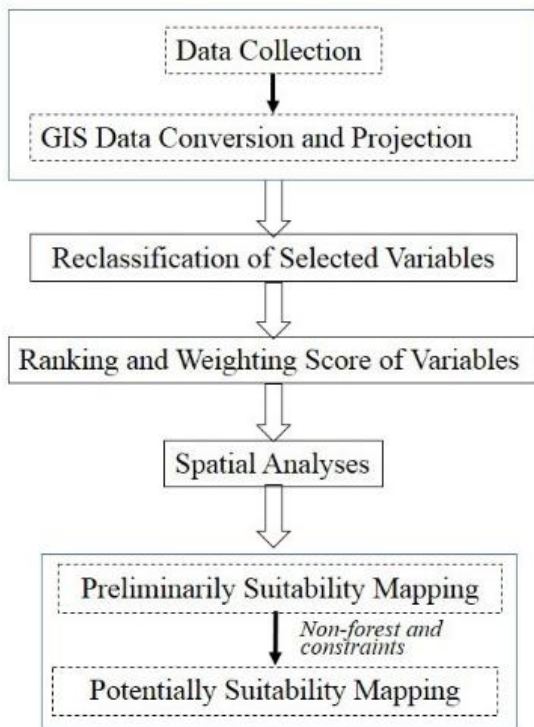 Data Collection
GIS Data Conversion and Projection
Reclassification of Selected Variables
Ranking and Weighting Score of Variables
Spatial Analyses
Preliminarily Suitability Mapping
Non-forest and
constraints
Potentially Suitability Mapping